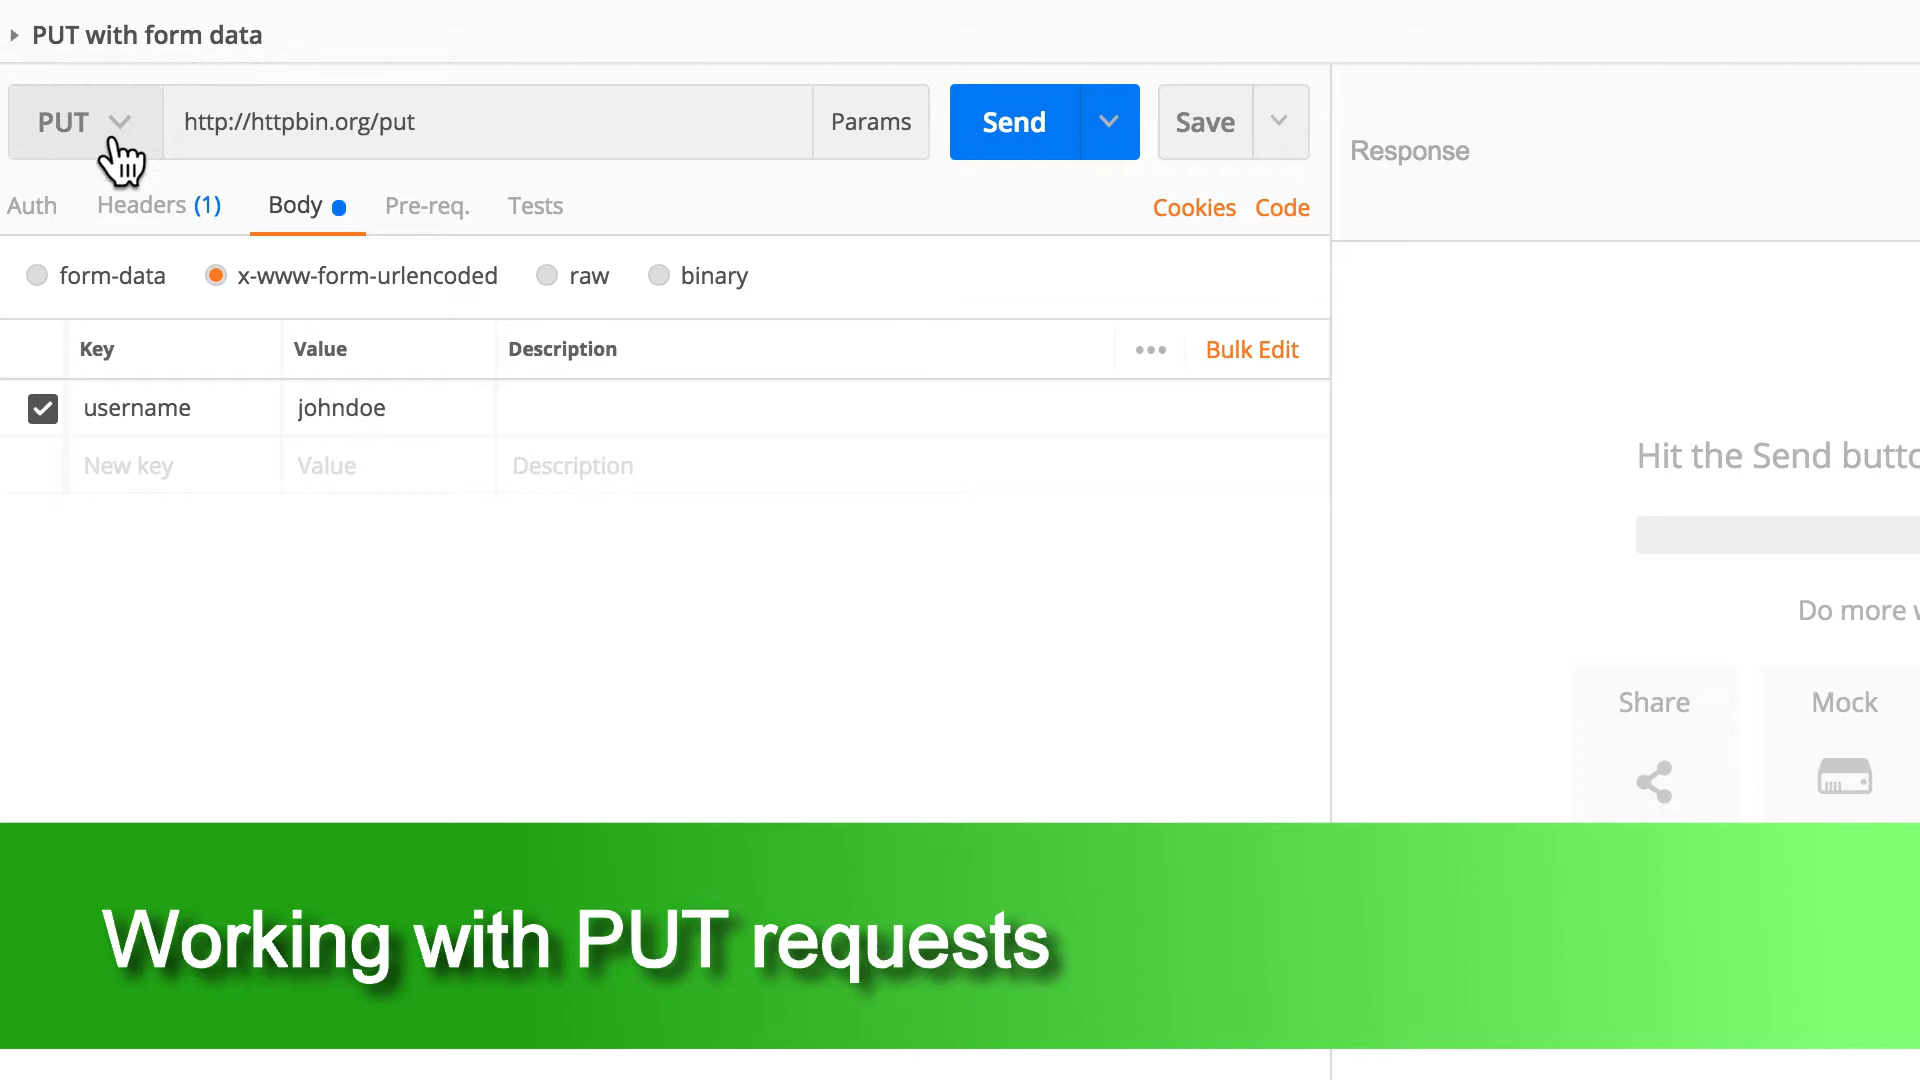 PUT with form data
PUT http://httpbin.org/put Params Send Save
Response
Auth Headers (1) Body Pre-req. Tests Cookies Code
form-data x-www-form-urlencoded raw binary
Key Value Description ••• Bulk Edit
username johndoe
New key Value Description
Hit the Send
Do more
Share Mock
Working with PUT requests